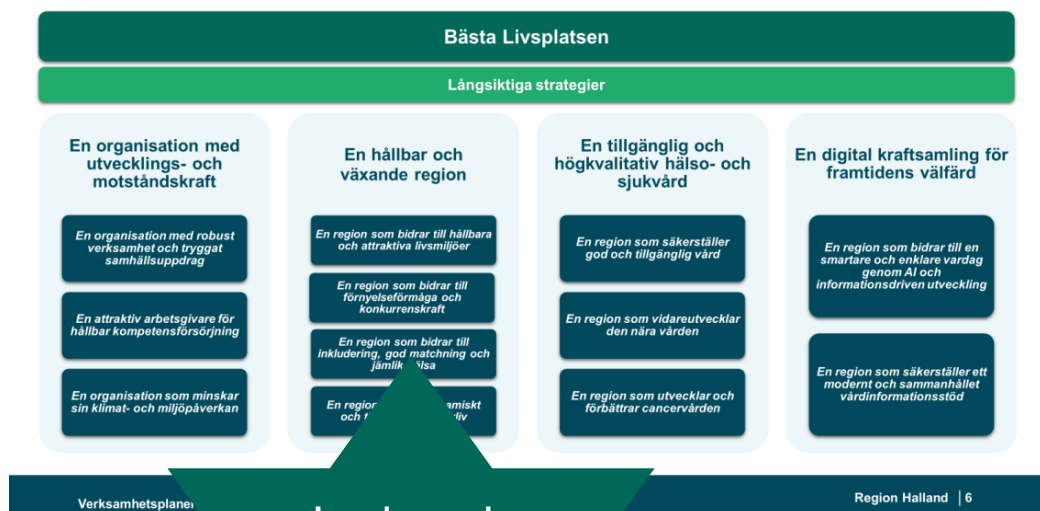 Bästa Livsplatsen
Långsiktiga strategier
En organisation med
utvecklings- och
motståndskraft
En organisation med robust
verksamhet och tryggat
samhällsuppdrag
En attraktiv arbetsgivare för
hållbar kompetensförsörjning
En organisation som minskar
sin klimat- och miljöpåverkan
En hållbar och
växande region
En region som bidrar till hållbara
och attraktiva livsmiljöer
En region som bidrar till
förnyelseförmåga och
konkurrenskraft
En region som bidrar till
inkludering, god matchning och
En region
och
En tillgänglig och
högkvalitativ hälso- och
sjukvård
En region som säkerställer
god och tillgänglig vård
En region som vidareutvecklar
den nära vården
En region som utvecklar och
förbättrar cancervården
En digital kraftsamling för
framtidens välfärd
En region som bidrar till en
smartare och enklare vardag
genom AI och
informationsdriven utveckling
En region som säkerställer ett
modernt och sammanhållet
vårdinformationsstöd
Region Halland | 6